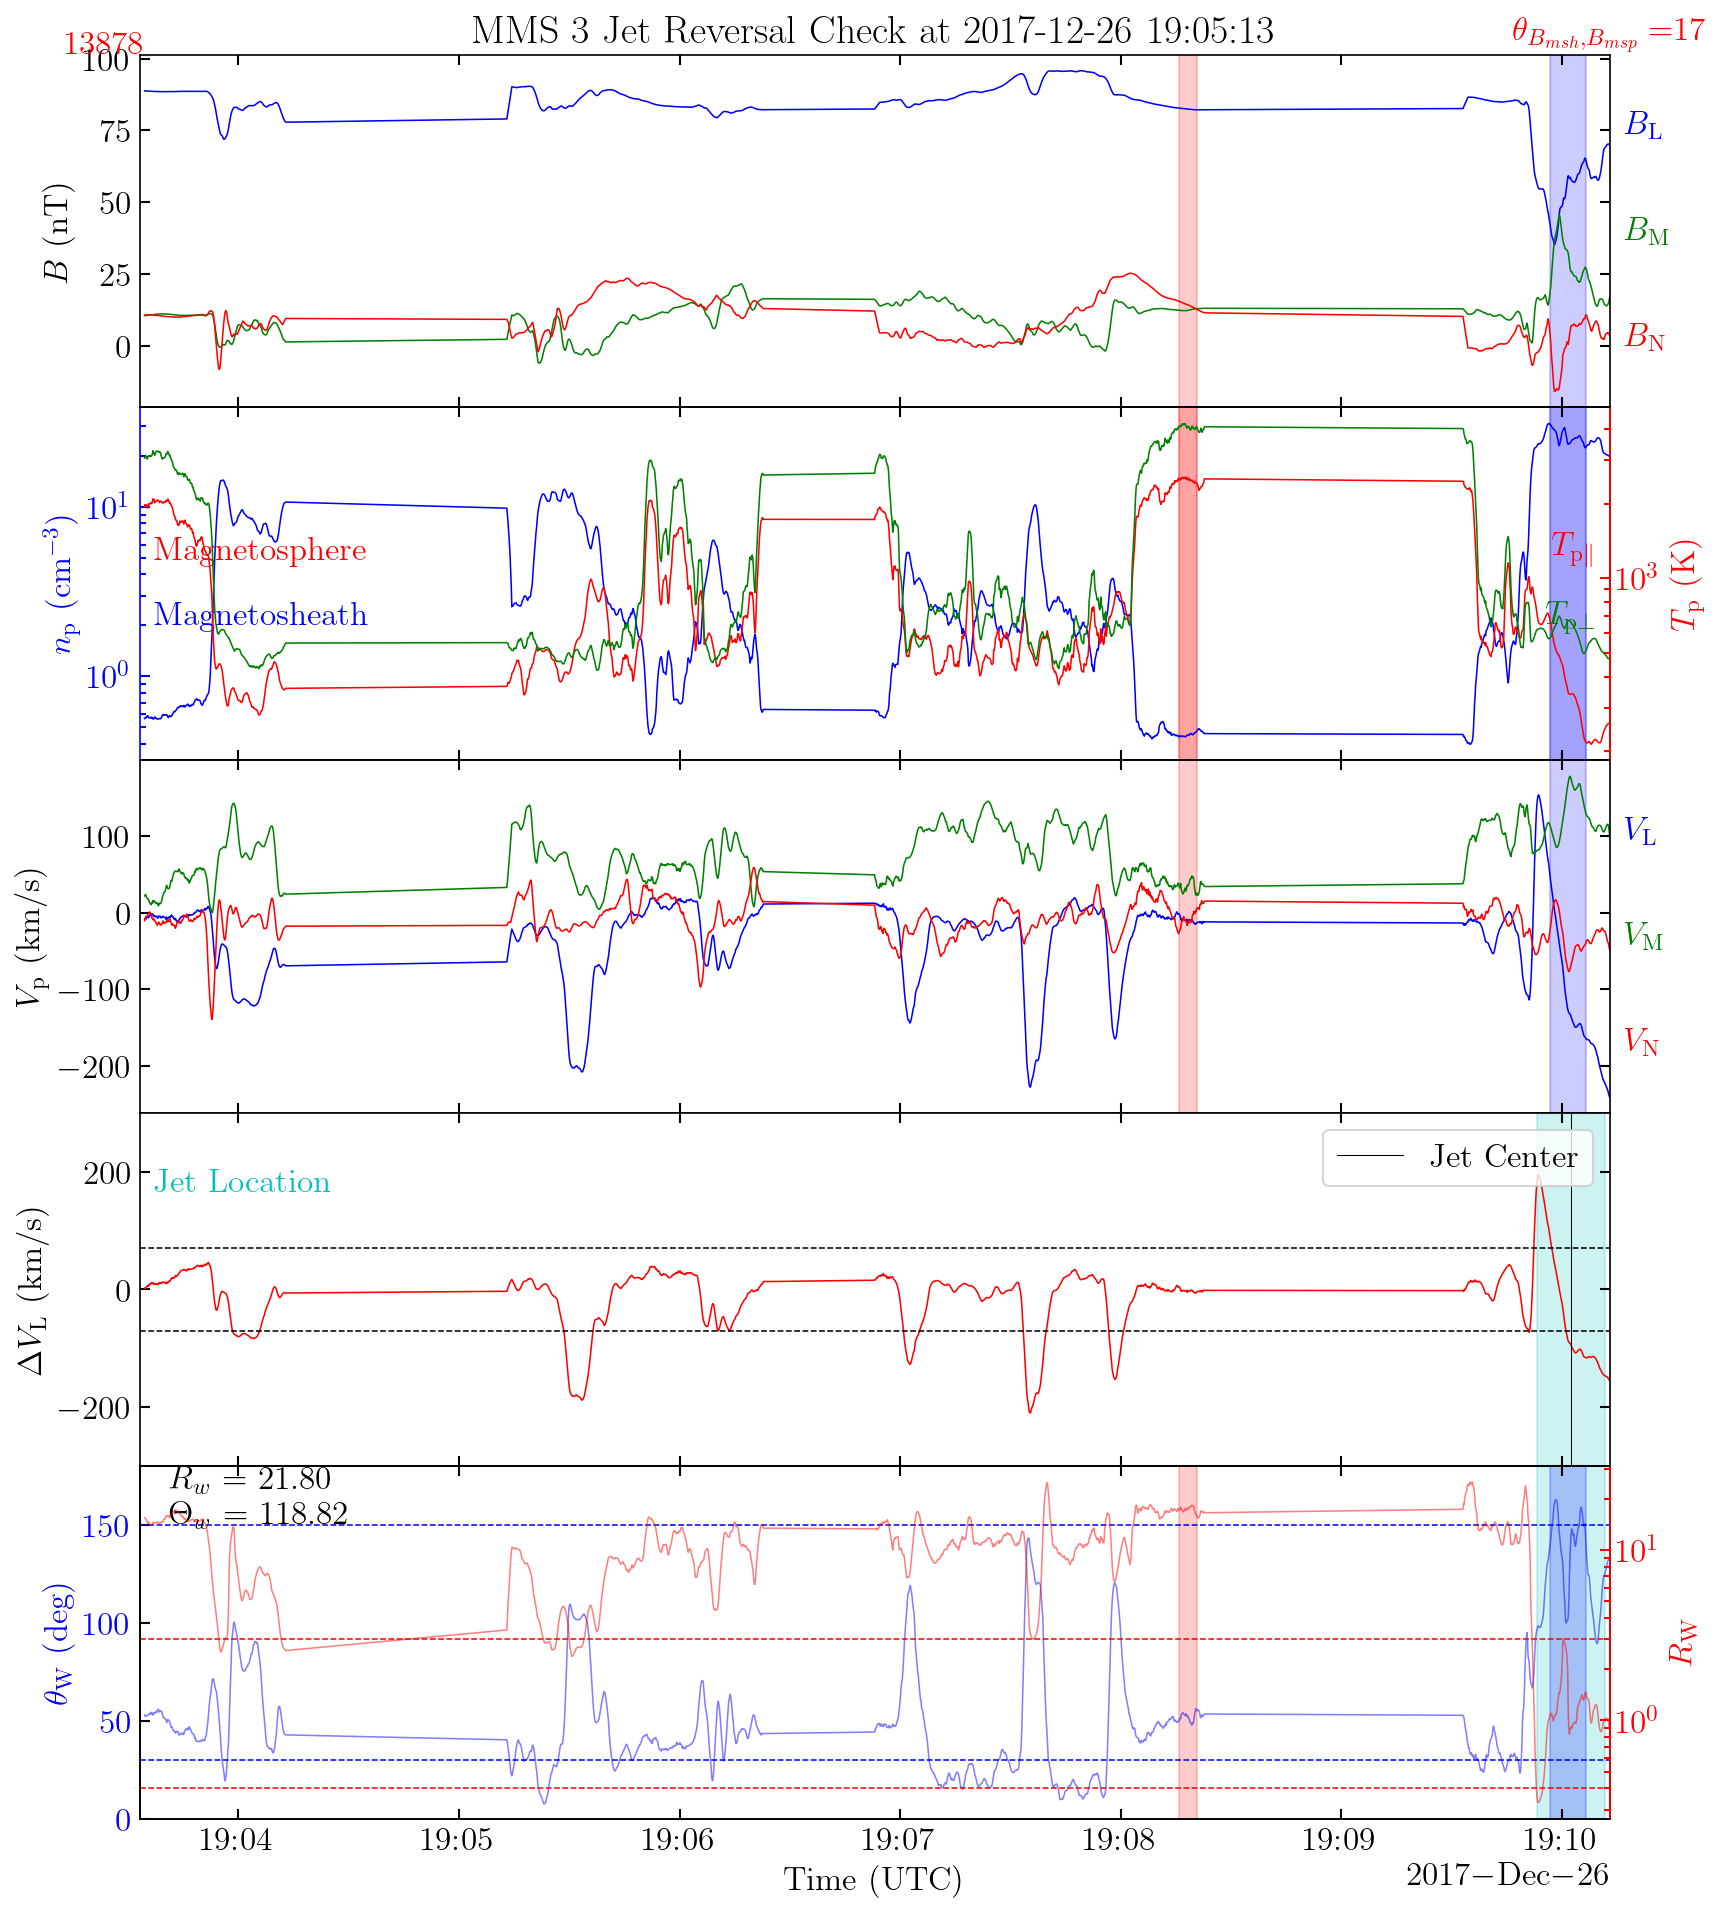 MMS 3 Jet Reversal Check at 2017-12-26 19:05:13
13878
θ_{B_{msh}, B_{msp}} =17
100
75
50
25
0
B (nT)
B_L
B_M
B_N
10^1
10^0
n_p (cm^{-3})
Magnetosphere
Magnetosheath
T_{p∥}
T_{p⊥}
10^3
T_p (K)
100
0
−100
−200
V_p (km/s)
V_L
V_M
V_N
200
0
−200
ΔV_L (km/s)
Jet Location
Jet Center
R_w = 21.80
Θ_w = 118.82
150
100
50
0
θ_W (deg)
10^1
10^0
R_W
19:04 19:05 19:06 19:07 19:08 19:09 19:10
Time (UTC)
2017−Dec−26